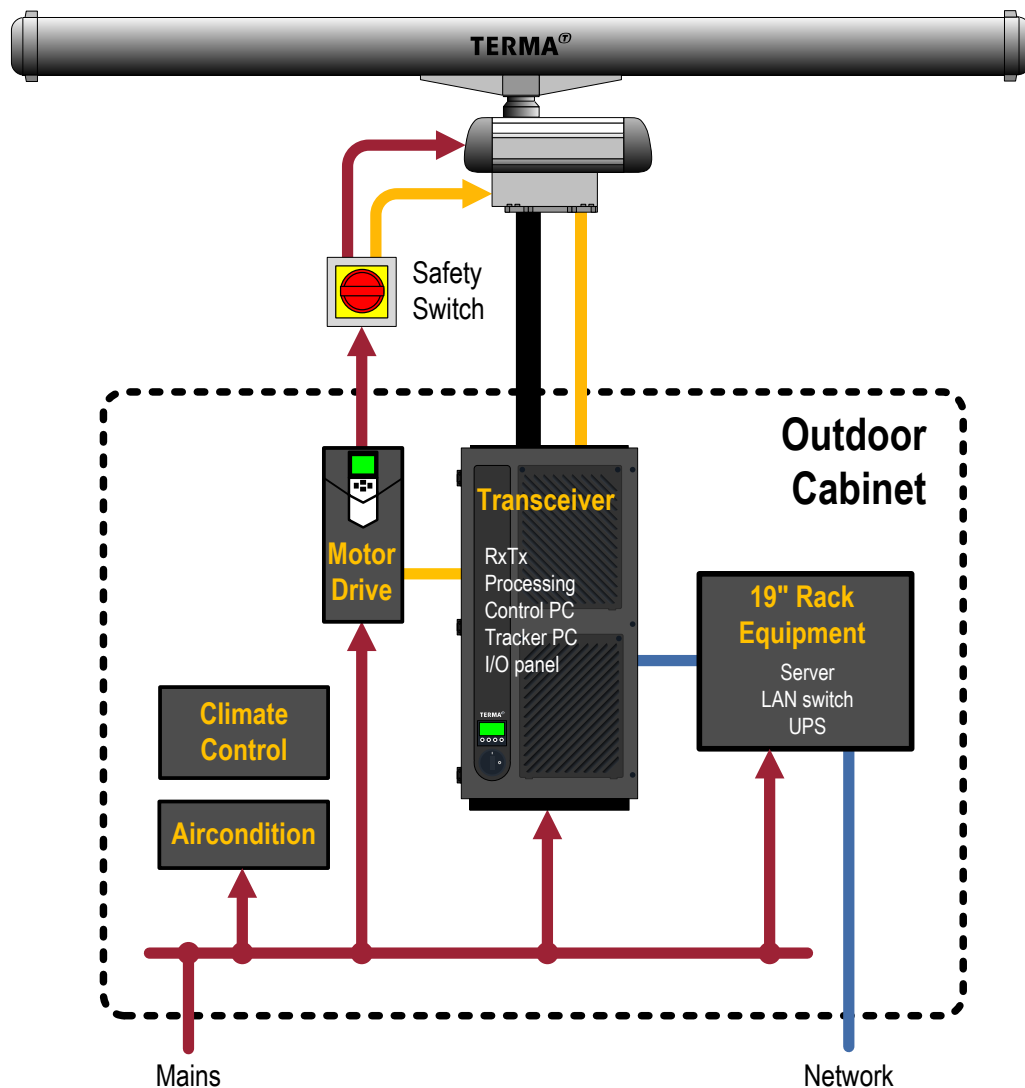 TERMA T
Safety
Switch
Outdoor
Cabinet
Motor
Drive
Transceiver
RxTx
Processing
Control PC
Tracker PC
I/O panel
TERMA
19" Rack
Equipment
Server
LAN switch
UPS
Climate
Control
Aircondition
Mains
Network